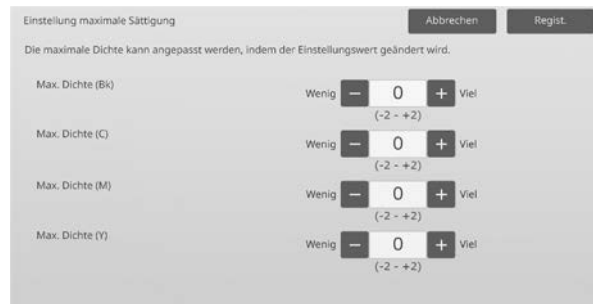 Einstellung maximale Sättigung Abbrechen Regist.
Die maximale Dichte kann angepasst werden, indem der Einstellungswert geändert wird.
Max. Dichte (Bk) Wenig − 0 + Viel
(-2 - +2)
Max. Dichte (C) Wenig − 0 + Viel
(-2 - +2)
Max. Dichte (M) Wenig − 0 + Viel
(-2 - +2)
Max. Dichte (Y) Wenig − 0 + Viel
(-2 - +2)